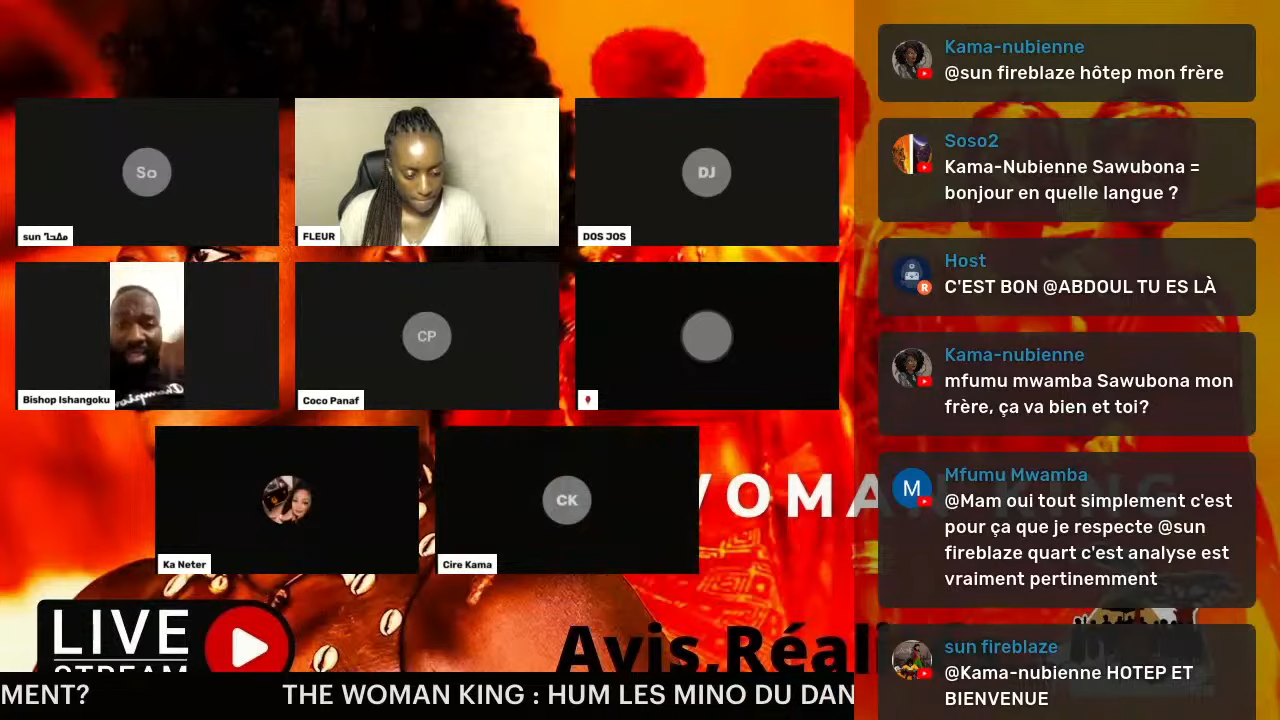 So
sun
FLEUR
DJ
DOS JOS
Bishop Ishangoku
CP
Coco Panaf
Ka Neter
CK
Cire Kama
WOMA
LIVE
STREAM
Avis,Réali
MENT? THE WOMAN KING : HUM LES MINO DU DAN
Kama-nubienne
@sun fireblaze hôtep mon frère
Soso2
Kama-Nubienne Sawubona =
bonjour en quelle langue ?
Host
C'EST BON @ABDOUL TU ES LÀ
Kama-nubienne
mfumu mwamba Sawubona mon
frère, ça va bien et toi?
M
Mfumu Mwamba
@Mam oui tout simplement c'est
pour ça que je respecte @sun
fireblaze quart c'est analyse est
vraiment pertinemment
sun fireblaze
@Kama-nubienne HOTEP ET
BIENVENUE